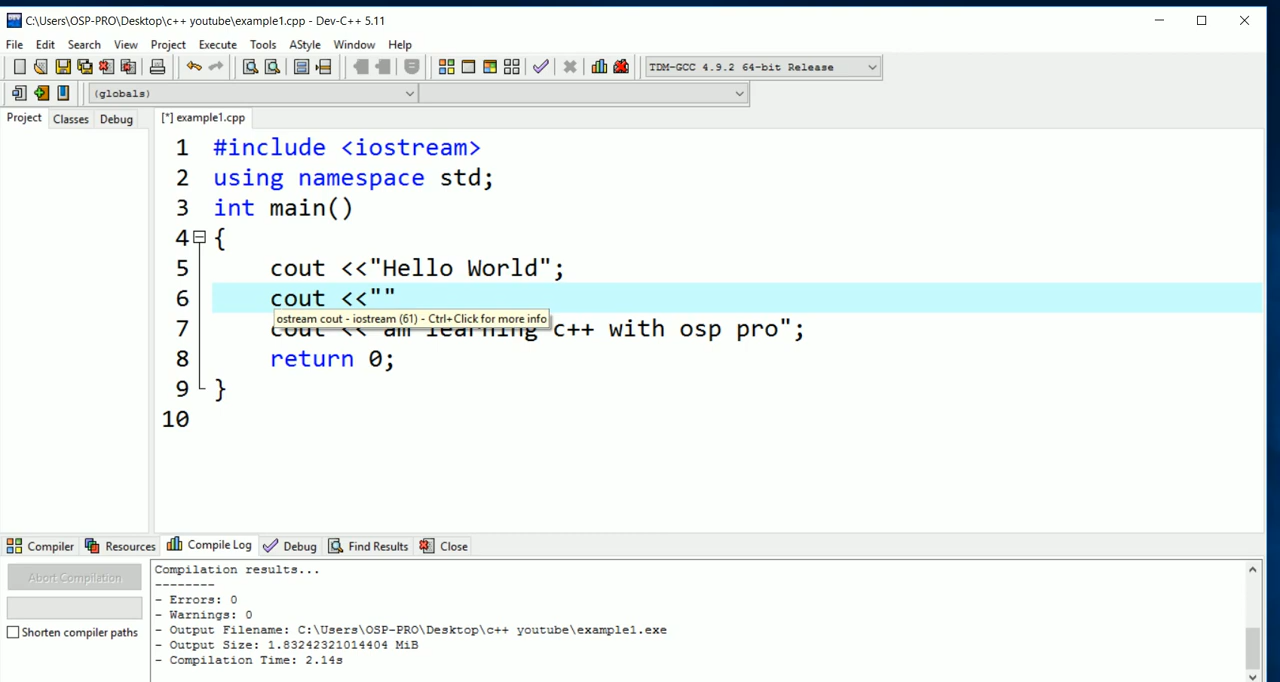 C:\Users\OSP-PRO\Desktop\c++ youtube\example1.cpp - Dev-C++ 5.11
File Edit Search View Project Execute Tools AStyle Window Help
TDM-GCC 4.9.2 64-bit Release
(globals)
Project Classes Debug [*] example1.cpp
1 #include <iostream>
2 using namespace std;
3 int main()
4 {
5 cout <<"Hello World";
6 cout <<""
ostream cout - iostream (61) - Ctrl+Click for more info
7 cout << am learning c++ with osp pro";
8 return 0;
9 }
10
Compiler Resources Compile Log Debug Find Results Close
Abort Compilation
Shorten compiler paths
Compilation results...
--------
- Errors: 0
- Warnings: 0
- Output Filename: C:\Users\OSP-PRO\Desktop\c++ youtube\example1.exe
- Output Size: 1.83242321014404 MiB
- Compilation Time: 2.14s